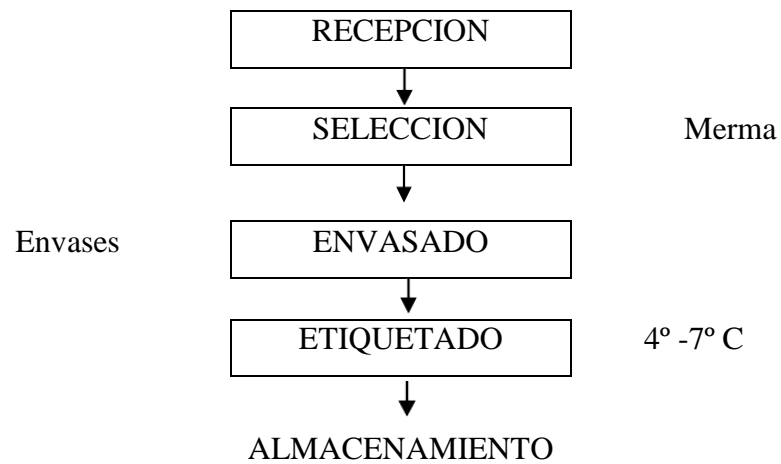 RECEPCION
SELECCION Merma
Envases ENVASADO
ETIQUETADO 4º -7º C
ALMACENAMIENTO